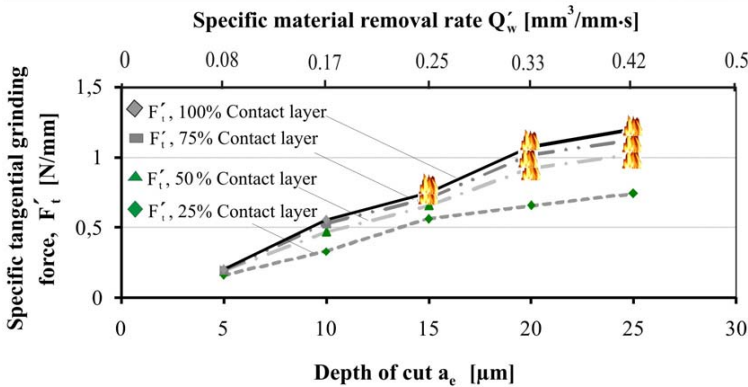 Specific material removal rate Q´w [mm³/mm·s]
0 0.08 0.17 0.25 0.33 0.42 0.5
Specific tangential grinding
force, F´t [N/mm]
1,5
1
0,5
0
F´t, 100% Contact layer
F´t, 75% Contact layer
F´t, 50% Contact layer
F´t, 25% Contact layer
0 5 10 15 20 25 30
Depth of cut ae [µm]